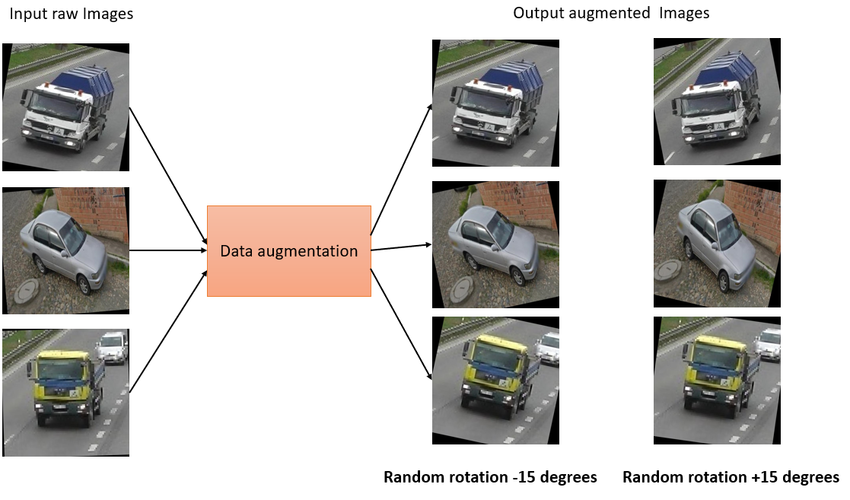 Input raw Images
Output augmented  Images
Data augmentation
Random rotation -15 degrees
Random rotation +15 degrees